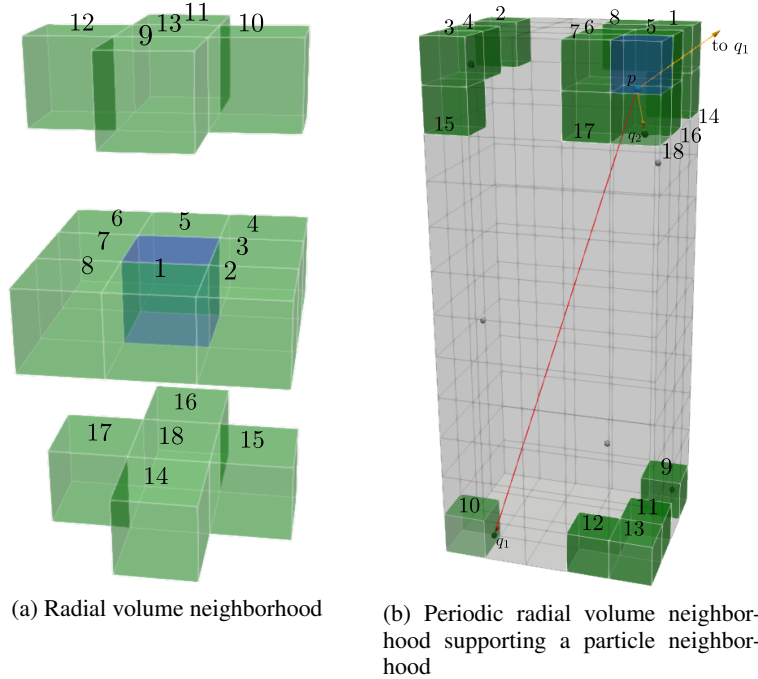 11
12 13 10
9
6 5 4
7 3
8 1 2
16
17 18 15
14
(a) Radial volume neighborhood
2 8 1
3 4 7 6 5
to q1
p
14
15 17 q2 16
18
9
10 11
12 13
q1
(b) Periodic radial volume neighbor-
hood supporting a particle neighbor-
hood